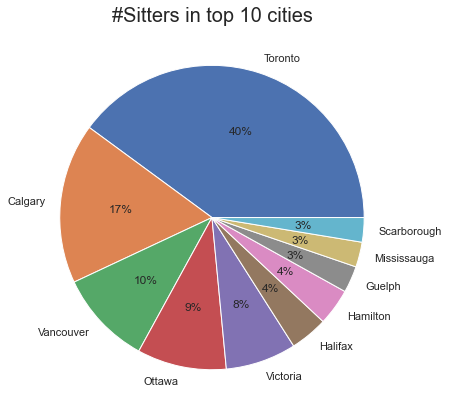 #Sitters in top 10 cities
Toronto
40%
Calgary
17%
Vancouver
10%
Ottawa
9%
Victoria
8%
Halifax
4%
Hamilton
4%
Guelph
3%
Mississauga
3%
Scarborough
3%